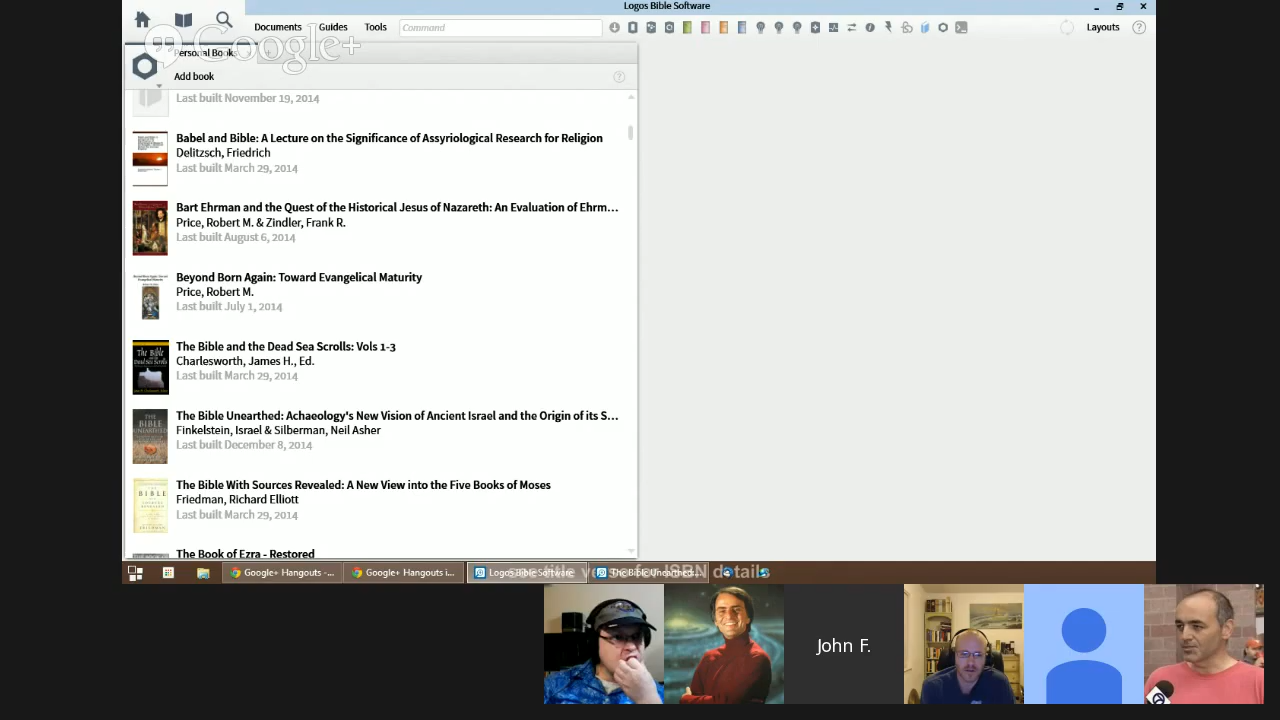 Logos Bible Software
Documents Guides Tools Command Layouts
Google+
Personal Books
Add book
Last built November 19, 2014
Babel and Bible: A Lecture on the Significance of Assyriological Research for Religion
Delitzsch, Friedrich
Last built March 29, 2014
Bart Ehrman and the Quest of the Historical Jesus of Nazareth: An Evaluation of Ehrm...
Price, Robert M. & Zindler, Frank R.
Last built August 6, 2014
Beyond Born Again: Toward Evangelical Maturity
Price, Robert M.
Last built July 1, 2014
The Bible and the Dead Sea Scrolls: Vols 1-3
Charlesworth, James H., Ed.
Last built March 29, 2014
The Bible Unearthed: Archaeology's New Vision of Ancient Israel and the Origin of its S...
Finkelstein, Israel & Silberman, Neil Asher
Last built December 8, 2014
The Bible With Sources Revealed: A New View into the Five Books of Moses
Friedman, Richard Elliott
Last built March 29, 2014
The Book of Ezra - Restored
Google+ Hangouts -... Google+ Hangouts i... Logos Bible Software The Bible Unearthed:...
ISBN details
John F.